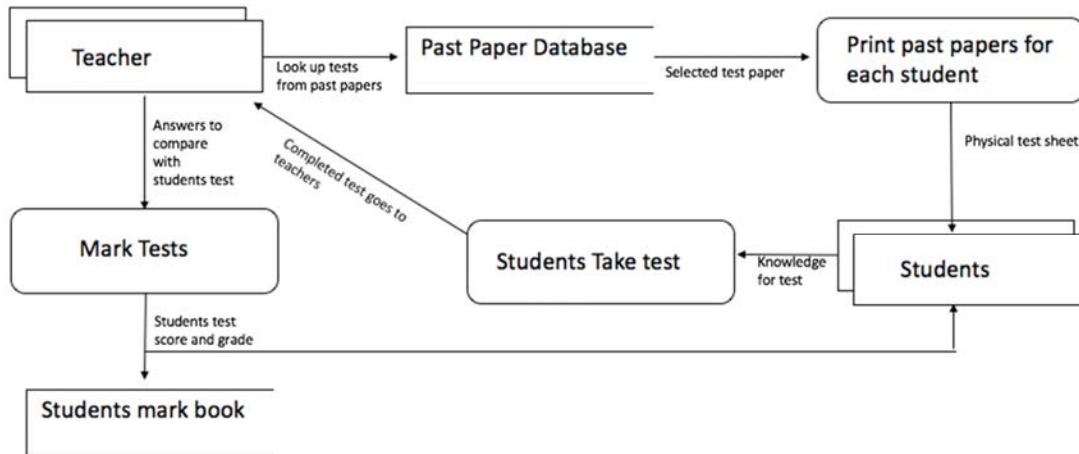 Teacher
Look up tests
from past papers
Past Paper Database
Selected test paper
Print past papers for
each student
Answers to
compare
with
students test
Completed test goes to
teachers
Physical test sheet
Mark Tests
Students Take test
Knowledge
for test
Students
Students test
score and grade
Students mark book